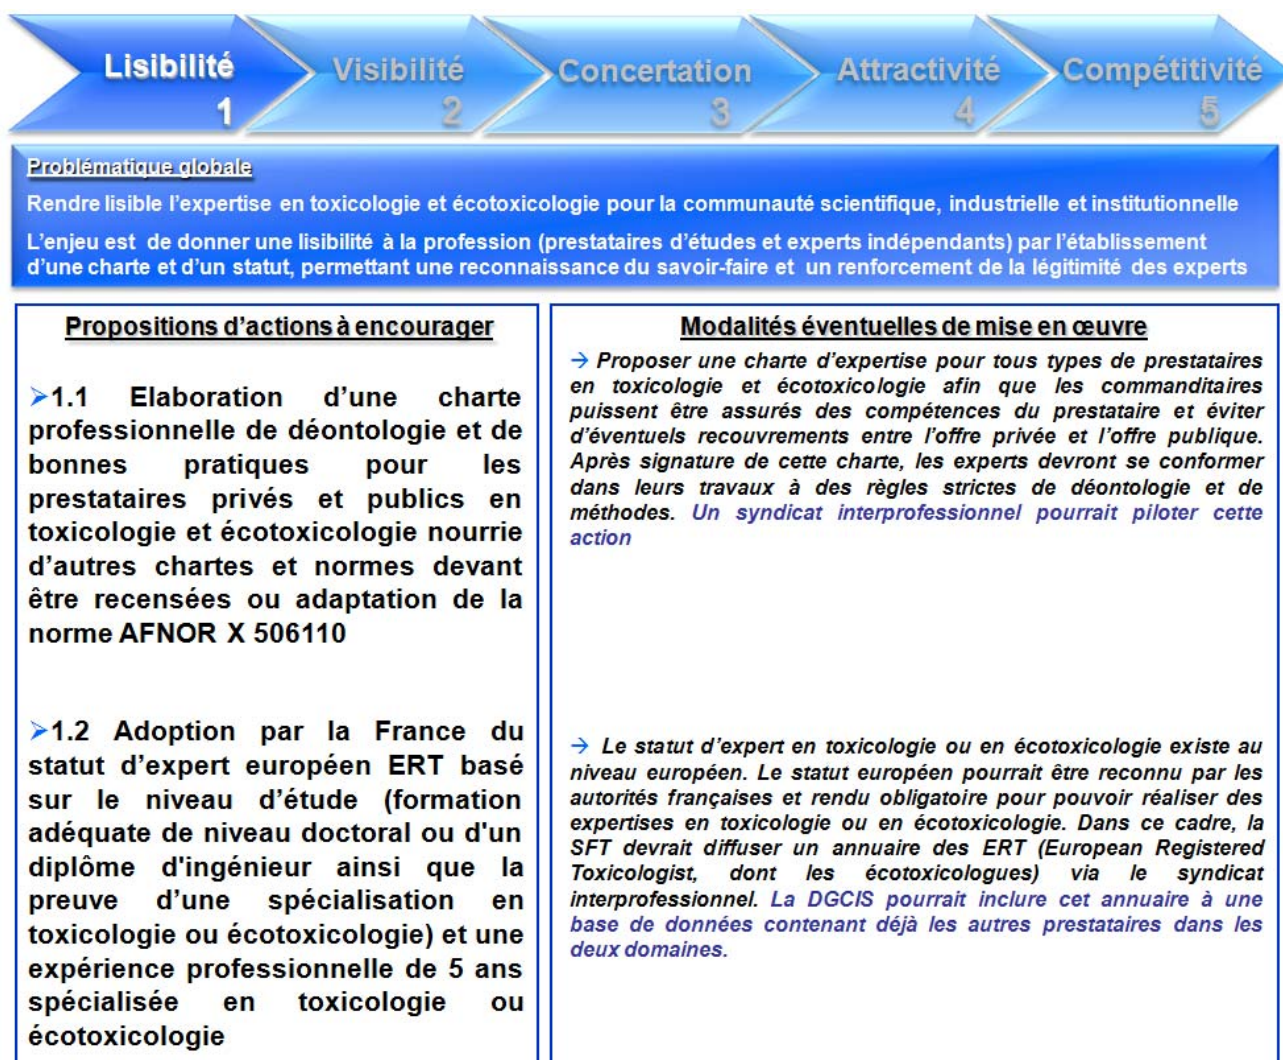 Lisibilité
1
Visibilité
2
Concertation
3
Attractivité
4
Compétitivité
5
Problématique globale
Rendre lisible l’expertise en toxicologie et écotoxicologie pour la communauté scientifique, industrielle et institutionnelle
L’enjeu est de donner une lisibilité à la profession (prestataires d’études et experts indépendants) par l’établissement
d’une charte et d’un statut, permettant une reconnaissance du savoir-faire et un renforcement de la légitimité des experts
Propositions d’actions à encourager
➢1.1 Elaboration d’une charte
professionnelle de déontologie et de
bonnes pratiques pour les
prestataires privés et publics en
toxicologie et écotoxicologie nourrie
d’autres chartes et normes devant
être recensées ou adaptation de la
norme AFNOR X 506110
➢1.2 Adoption par la France du
statut d’expert européen ERT basé
sur le niveau d’étude (formation
adéquate de niveau doctoral ou d'un
diplôme d'ingénieur ainsi que la
preuve d’une spécialisation en
toxicologie ou écotoxicologie) et une
expérience professionnelle de 5 ans
spécialisée en toxicologie ou
écotoxicologie
Modalités éventuelles de mise en œuvre
→ Proposer une charte d’expertise pour tous types de prestataires
en toxicologie et écotoxicologie afin que les commanditaires
puissent être assurés des compétences du prestataire et éviter
d’éventuels recouvrements entre l’offre privée et l’offre publique.
Après signature de cette charte, les experts devront se conformer
dans leurs travaux à des règles strictes de déontologie et de
méthodes. Un syndicat interprofessionnel pourrait piloter cette
action
→ Le statut d’expert en toxicologie ou en écotoxicologie existe au
niveau européen. Le statut européen pourrait être reconnu par les
autorités françaises et rendu obligatoire pour pouvoir réaliser des
expertises en toxicologie ou en écotoxicologie. Dans ce cadre, la
SFT devrait diffuser un annuaire des ERT (European Registered
Toxicologist, dont les écotoxicologues) via le syndicat
interprofessionnel. La DGCIS pourrait inclure cet annuaire à une
base de données contenant déjà les autres prestataires dans les
deux domaines.